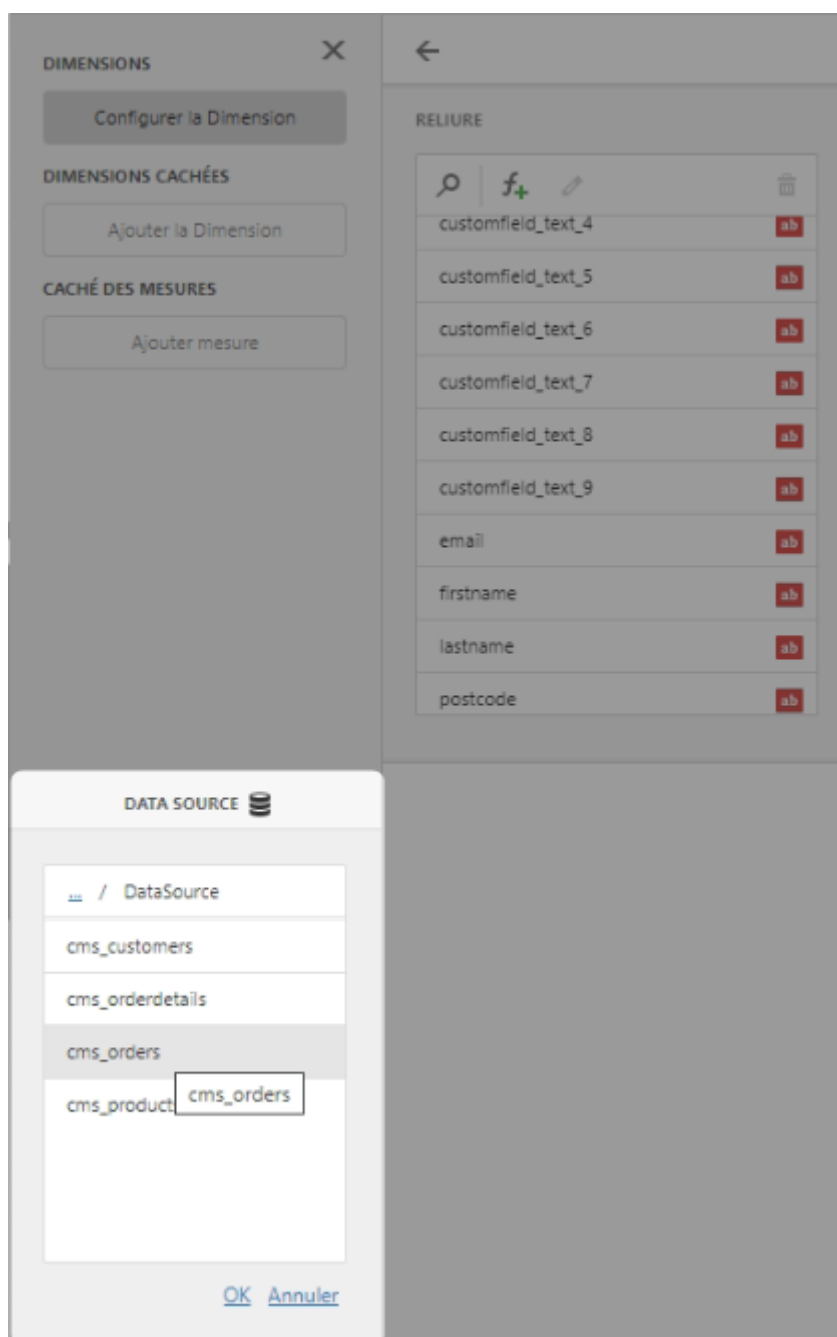 DIMENSIONS
Configurer la Dimension
DIMENSIONS CACHÉES
Ajouter la Dimension
CACHÉ DES MESURES
Ajouter mesure
RELIURE
customfield_text_4
ab
customfield_text_5
ab
customfield_text_6
ab
customfield_text_7
ab
customfield_text_8
ab
customfield_text_9
ab
email
ab
firstname
ab
lastname
ab
postcode
ab
DATA SOURCE
... / DataSource
cms_customers
cms_orderdetails
cms_orders
cms_product
cms_orders
OK Annuler